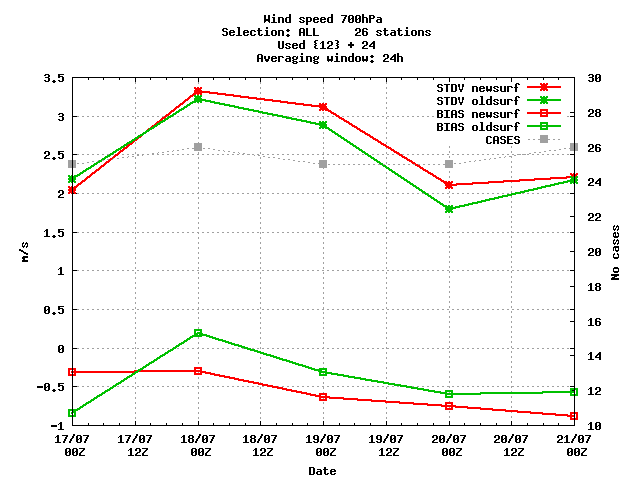 Wind speed 700hPa
Selection: ALL     26 stations
Used {12} + 24
Averaging window: 24h
3.5 30
STDV newsurf
STDV oldsurf
BIAS newsurf
BIAS oldsurf
CASES
3 28
2.5 26
2 24
1.5 22
1 20
0.5 18
0 16
-0.5 14
-1 12
10
m/s
No cases
17/07 17/07 18/07 18/07 19/07 19/07 20/07 20/07 21/07
00Z 12Z 00Z 12Z 00Z 12Z 00Z 12Z 00Z
Date